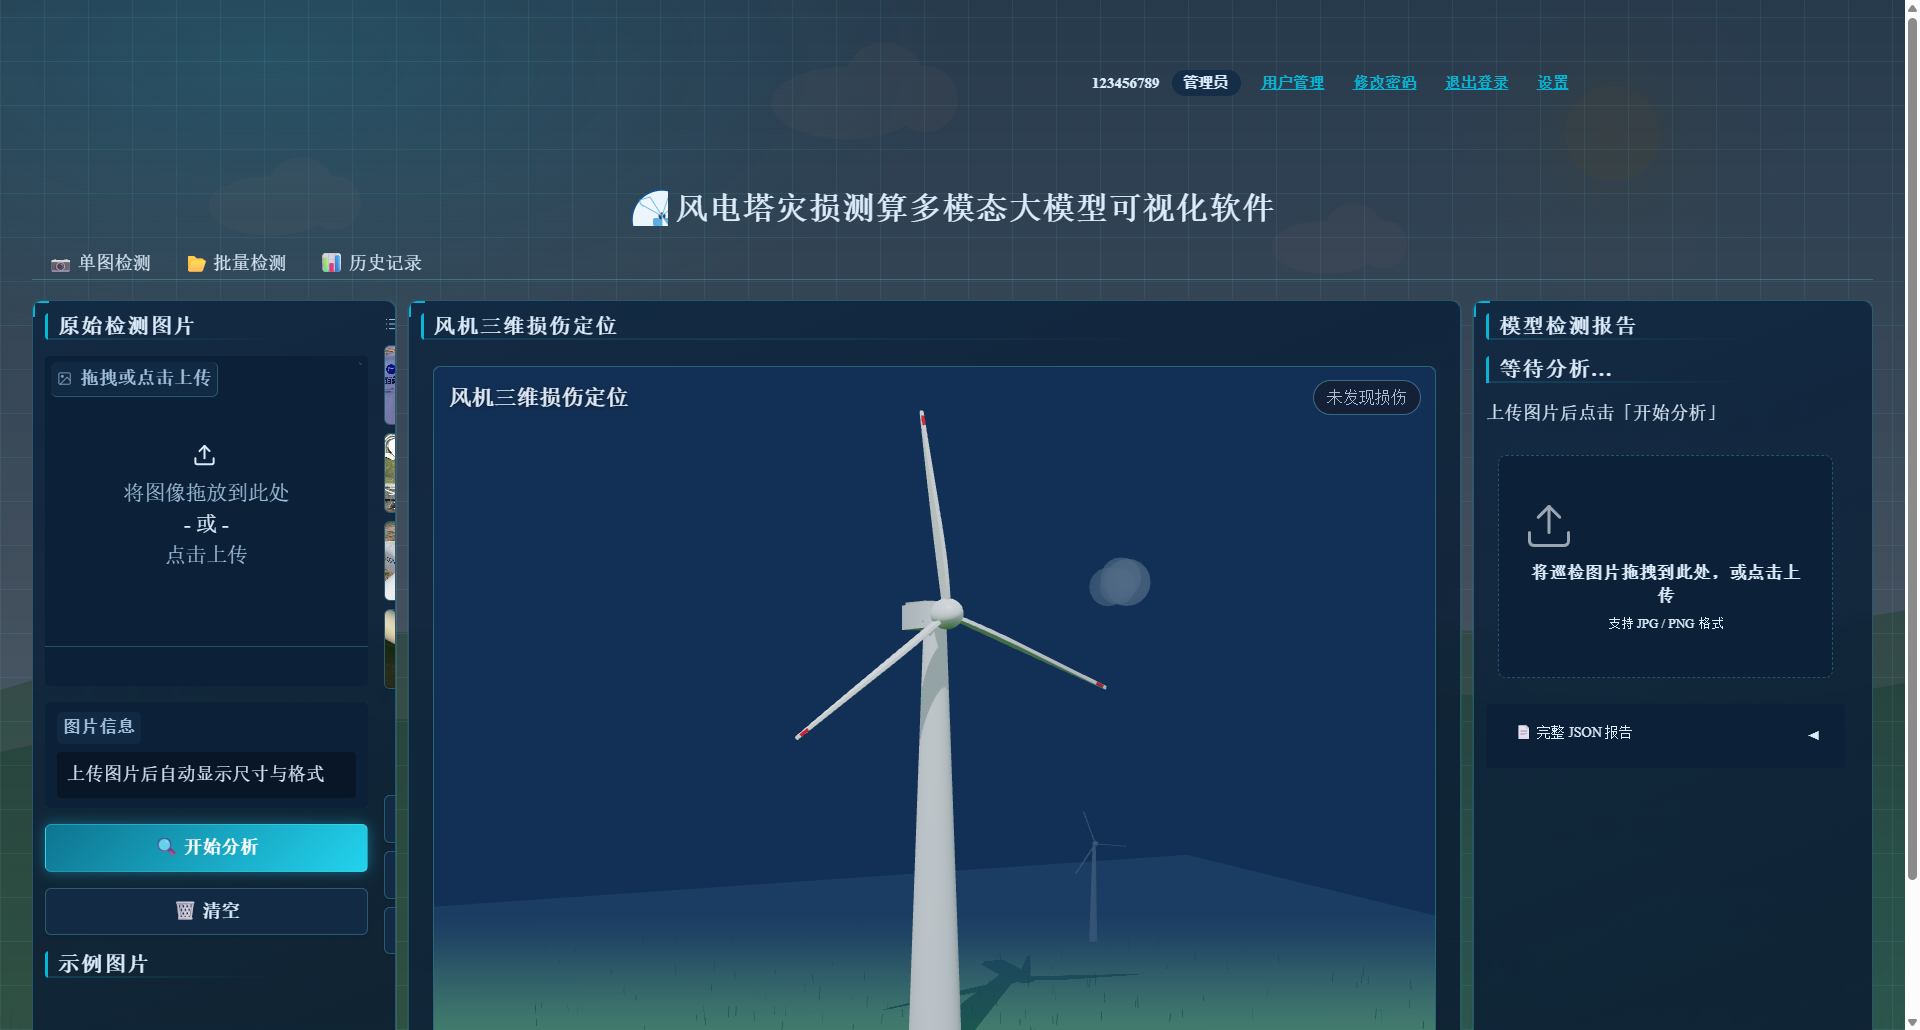 123456789 管理员 用户管理 修改密码 退出登录 设置
风电塔灾损测算多模态大模型可视化软件
单图检测 批量检测 历史记录
原始检测图片
拖拽或点击上传
将图像拖放到此处
- 或 -
点击上传
图片信息
上传图片后自动显示尺寸与格式
开始分析
清空
示例图片
风机三维损伤定位
风机三维损伤定位 未发现损伤
模型检测报告
等待分析...
上传图片后点击「开始分析」
将巡检图片拖拽到此处，或点击上
传
支持 JPG / PNG 格式
完整 JSON 报告